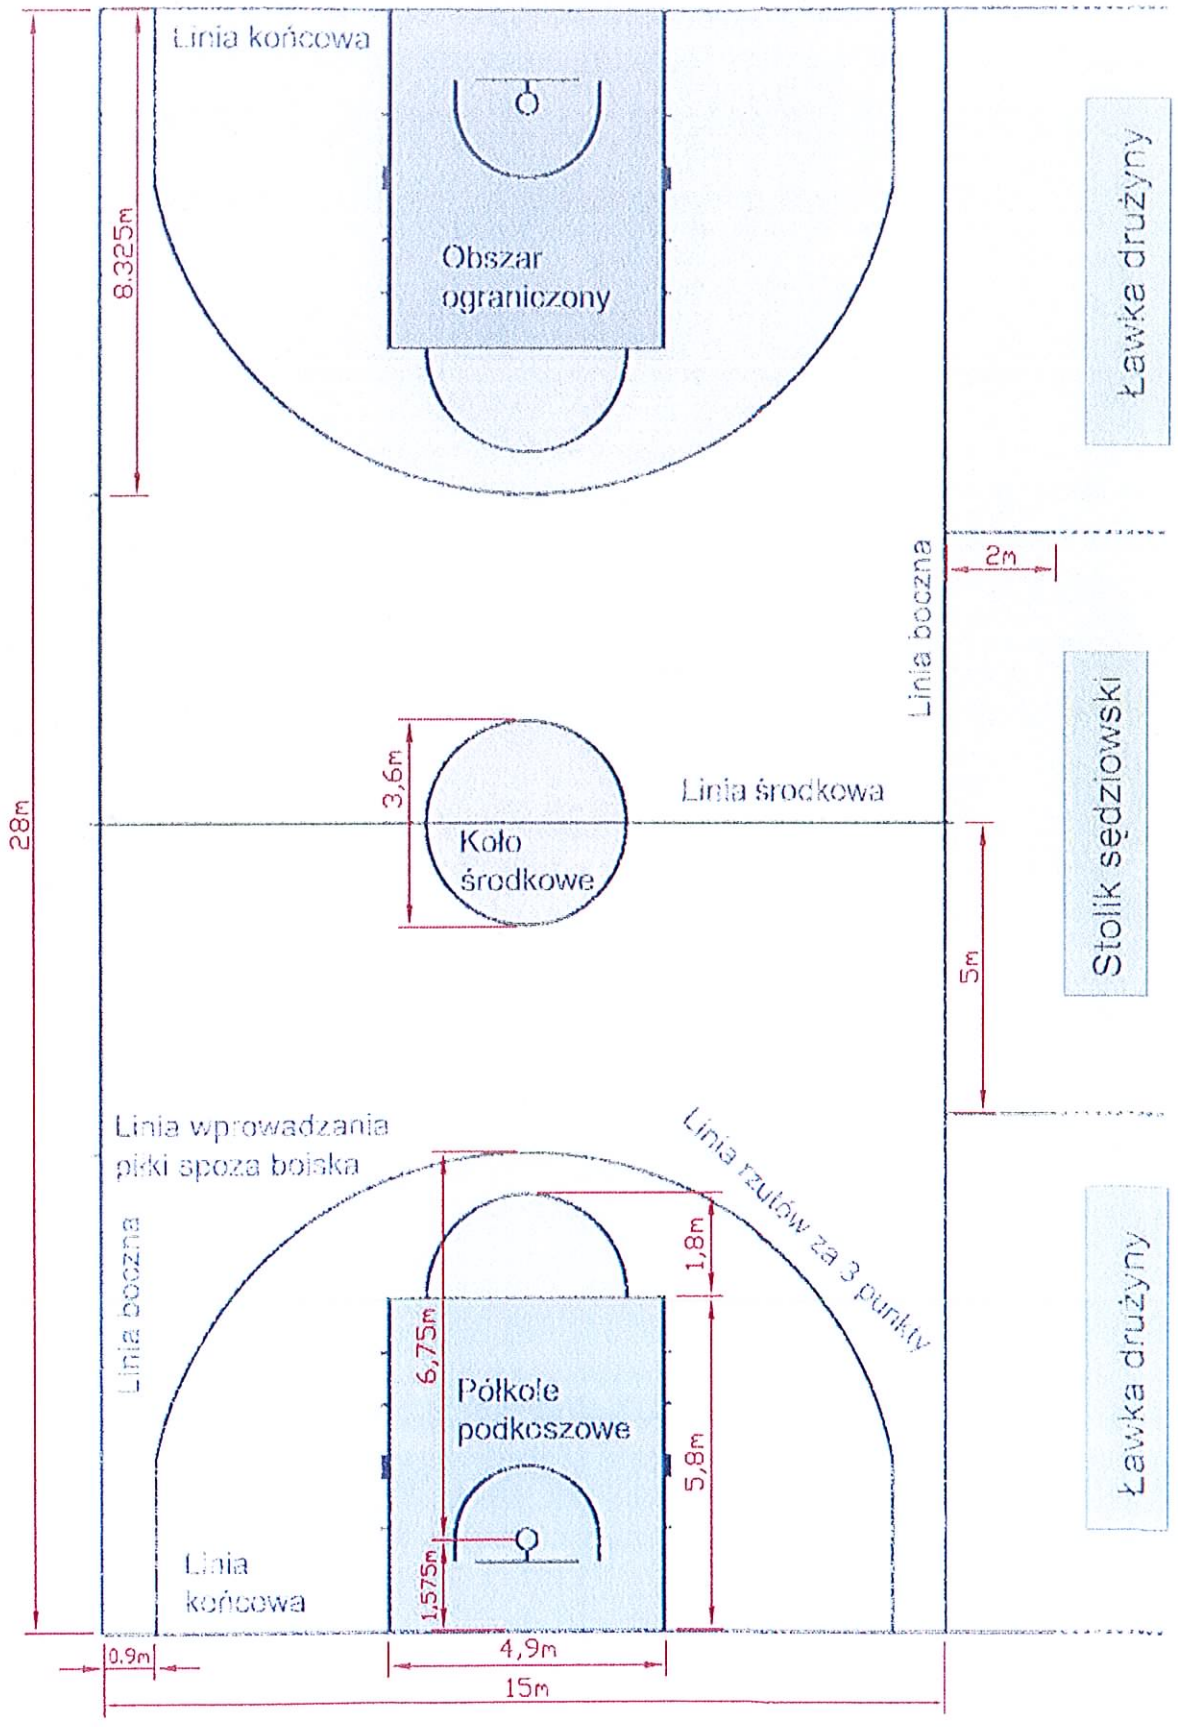 Linia końcowa
8.325m
Obszar
ograniczony
Ławka drużyny
Linia boczna
2m
28m
3,6m
Linia środkowa
Koło
środkowe
Stolik sędziowski
5m
Linia wprowadzania
piłki spoza boiska
Linia rzutów za 3 punkty
Linia boczna
1,8m
6,75m
Półkole
podkoszowe
5,8m
Ławka drużyny
Linia
końcowa
1,575m
0.9m
4,9m
15m